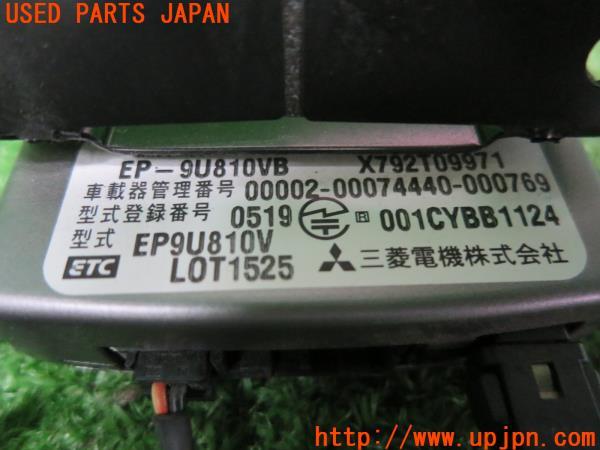 USED PARTS JAPAN
EP-9U810VB X792T09971
車載器管理番号 00002-00074440-000769
型式登録番号 0519 R 001CYBB1124
型式 EP9U810V
ETC LOT1525 三菱電機株式会社
UPJ http://www.upjpn.com